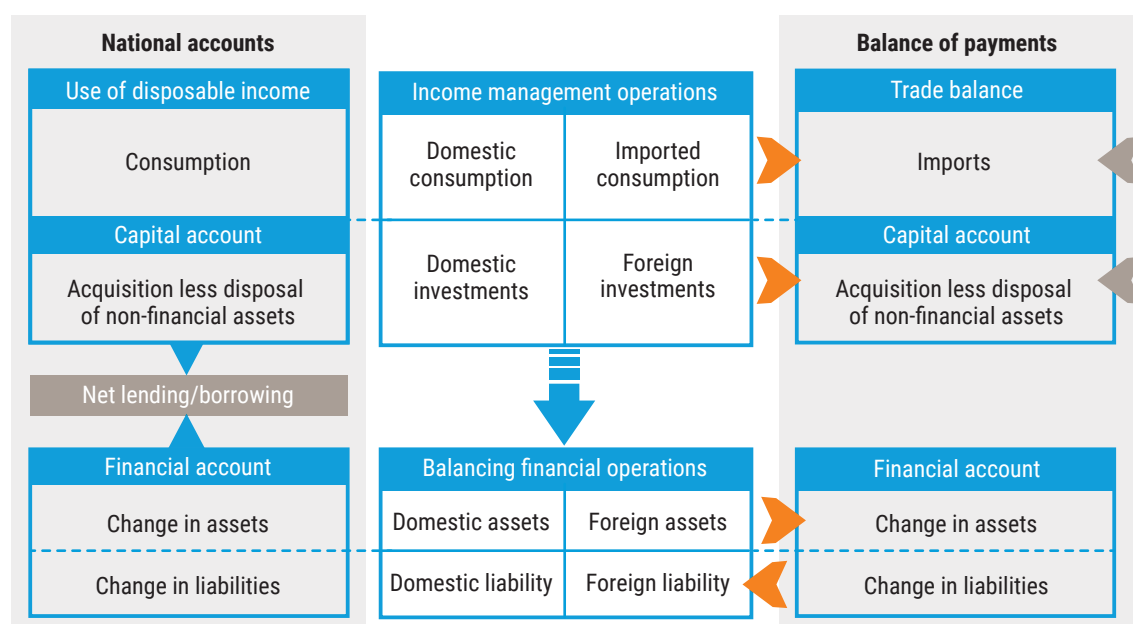 National accounts
Balance of payments
Use of disposable income
Income management operations
Trade balance
Consumption
Domestic
consumption
Imported
consumption
Imports
Capital account
Capital account
Domestic
investments
Foreign
investments
Acquisition less disposal
of non-financial assets
Acquisition less disposal
of non-financial assets
Net lending/borrowing
Financial account
Balancing financial operations
Financial account
Change in assets
Domestic assets
Foreign assets
Change in assets
Change in liabilities
Domestic liability
Foreign liability
Change in liabilities